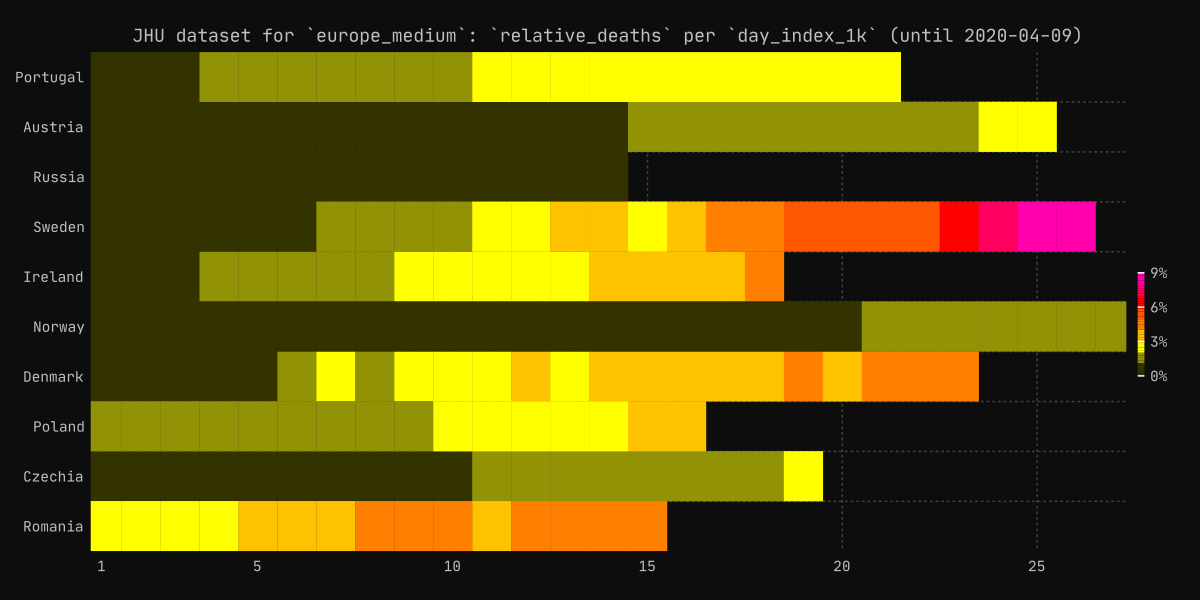 JHU dataset for `europe_medium`: `relative_deaths` per `day_index_1k` (until 2020-04-09)
Portugal
Austria
Russia
Sweden
Ireland
Norway
Denmark
Poland
Czechia
Romania
1 5 10 15 20 25
9%
6%
3%
0%